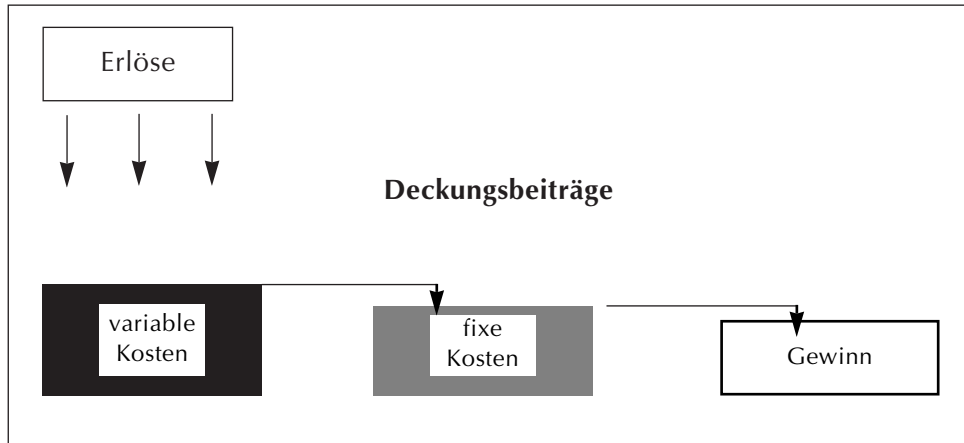 Erlöse
Deckungsbeiträge
variable
Kosten
fixe
Kosten
Gewinn